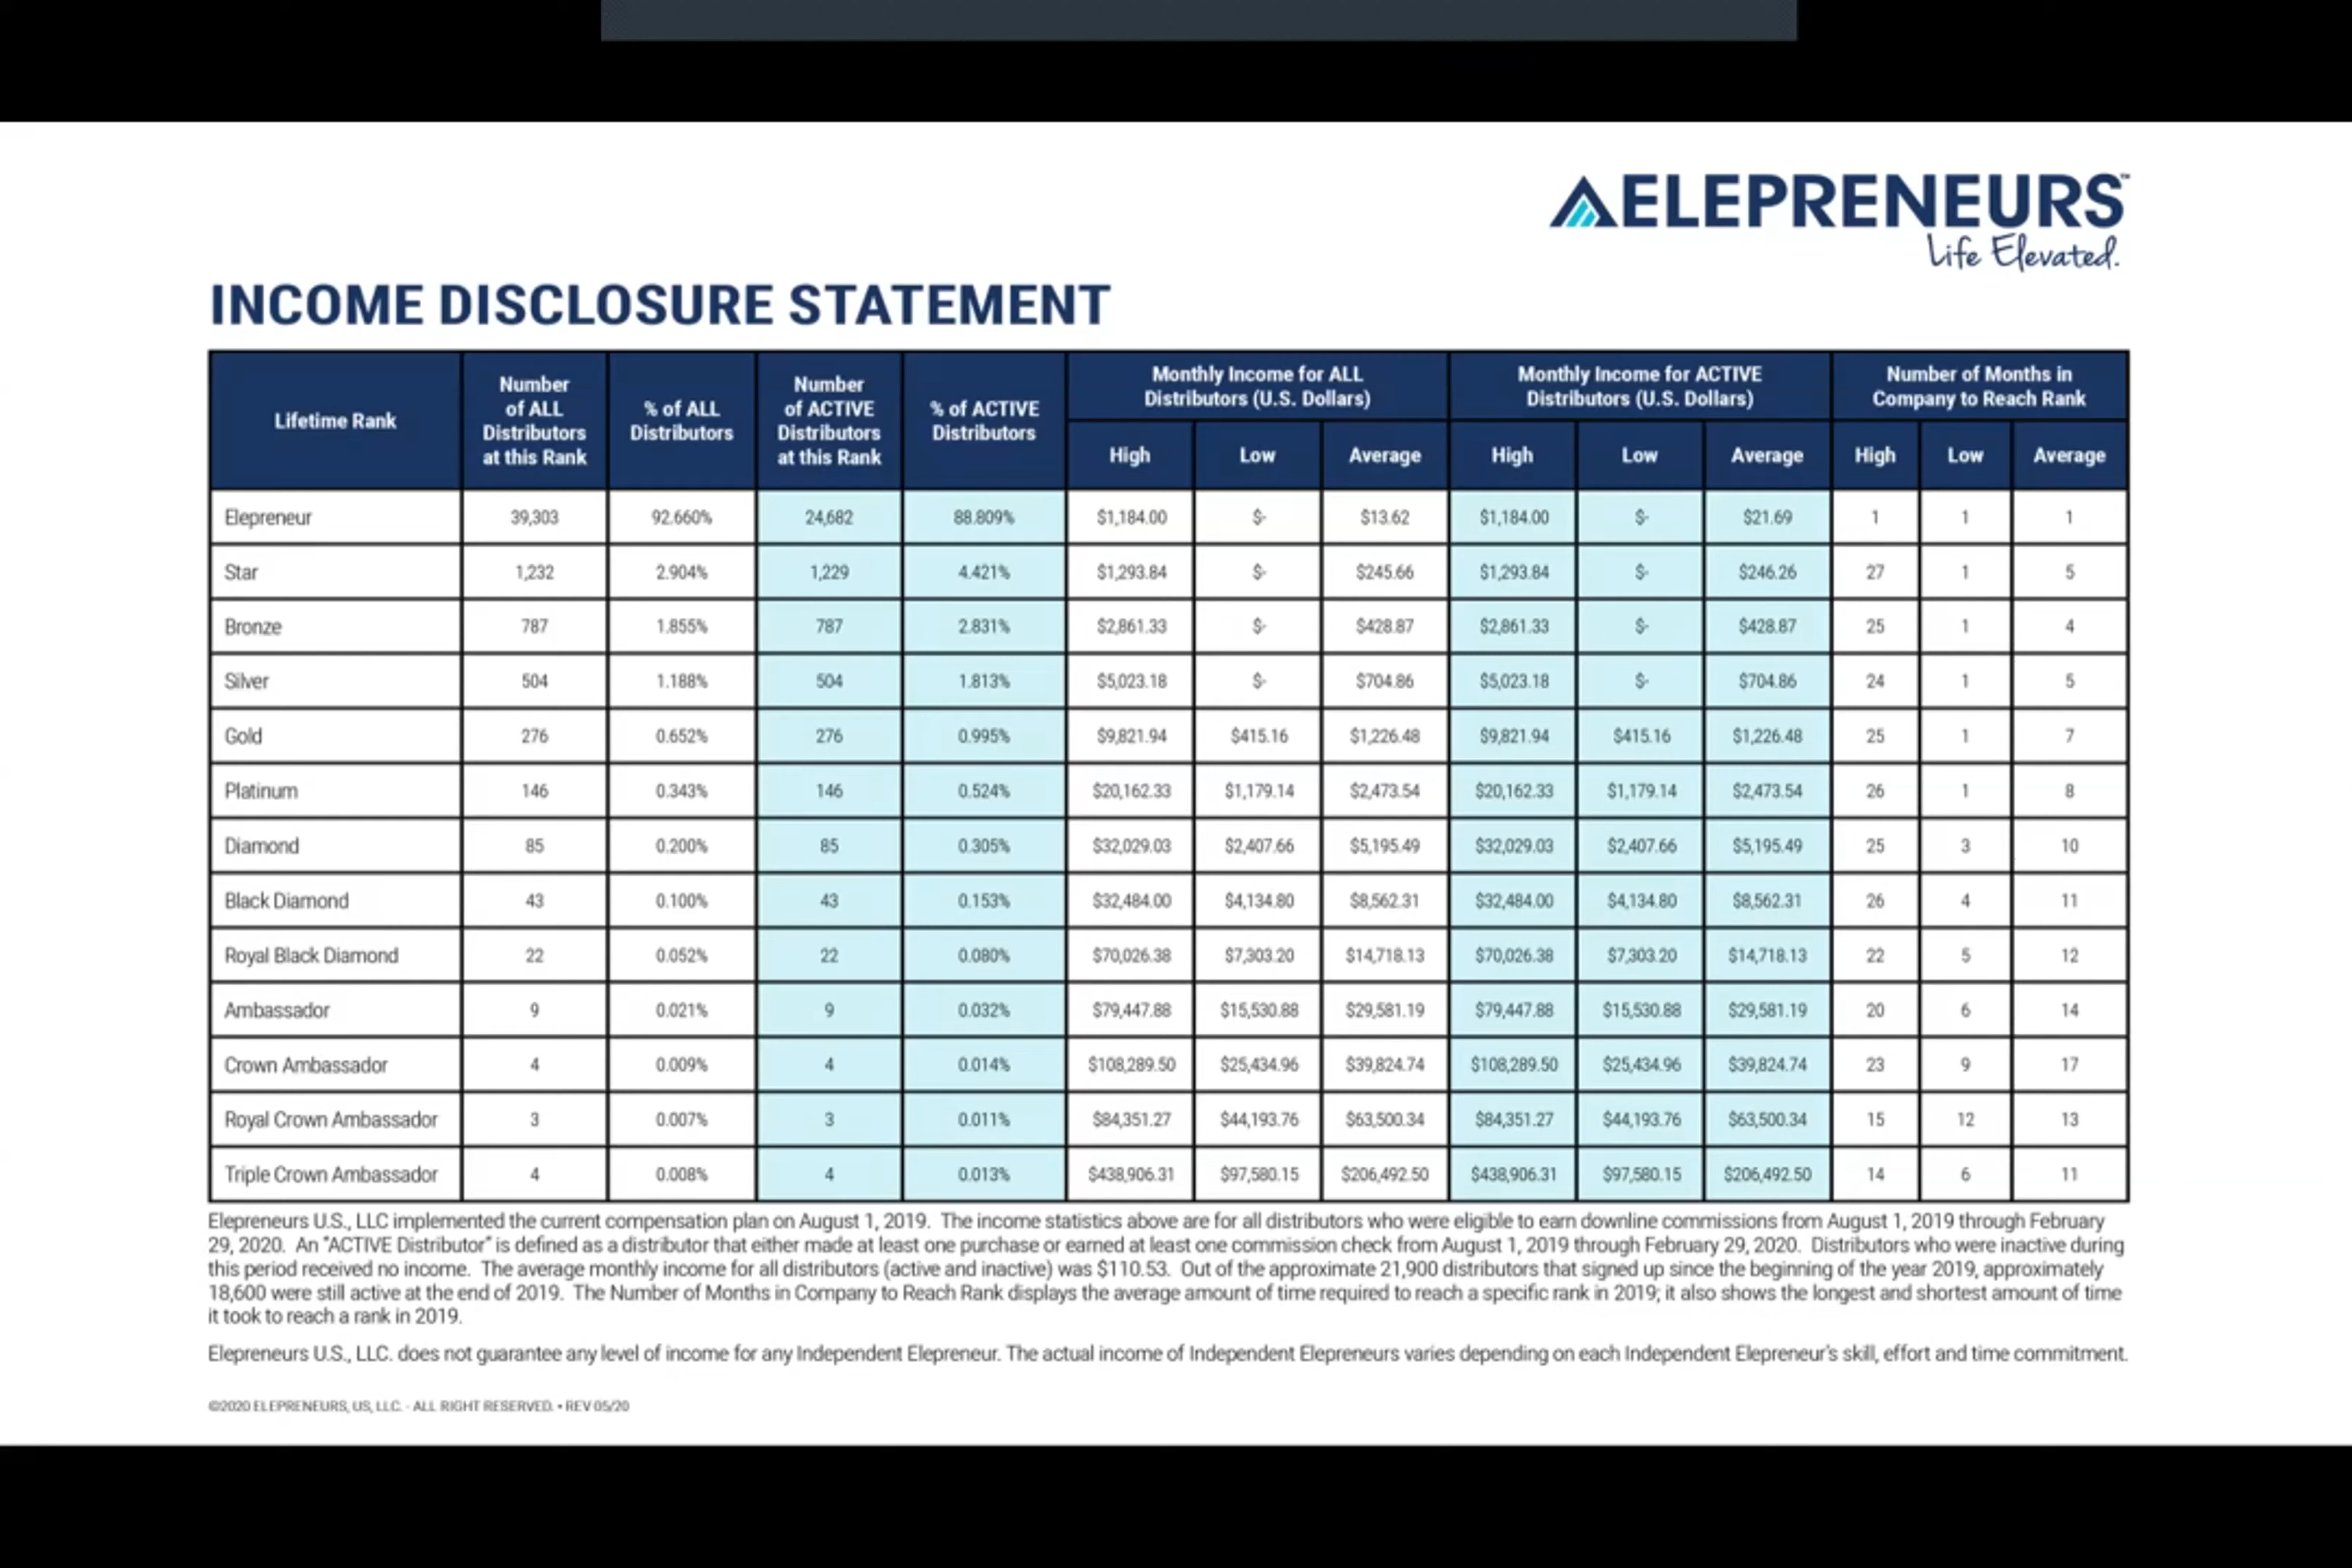 ELEPRENEURS™
Life Elevated.
INCOME DISCLOSURE STATEMENT
Lifetime Rank | Number of ALL Distributors at this Rank | % of ALL Distributors | Number of ACTIVE Distributors at this Rank | % of ACTIVE Distributors | Monthly Income for ALL Distributors (U.S. Dollars) | Monthly Income for ACTIVE Distributors (U.S. Dollars) | Number of Months in Company to Reach Rank
High | Low | Average | High | Low | Average | High | Low | Average
Elepreneur | 39,303 | 92.660% | 24,682 | 88.809% | $1,184.00 | $- | $13.62 | $1,184.00 | $- | $21.69 | 1 | 1 | 1
Star | 1,232 | 2.904% | 1,229 | 4.421% | $1,293.84 | $- | $245.66 | $1,293.84 | $- | $246.26 | 27 | 1 | 5
Bronze | 787 | 1.855% | 787 | 2.831% | $2,861.33 | $- | $428.87 | $2,861.33 | $- | $428.87 | 25 | 1 | 4
Silver | 504 | 1.188% | 504 | 1.813% | $5,023.18 | $- | $704.86 | $5,023.18 | $- | $704.86 | 24 | 1 | 5
Gold | 276 | 0.652% | 276 | 0.995% | $9,821.94 | $415.16 | $1,226.48 | $9,821.94 | $415.16 | $1,226.48 | 25 | 1 | 7
Platinum | 146 | 0.343% | 146 | 0.524% | $20,162.33 | $1,179.14 | $2,473.54 | $20,162.33 | $1,179.14 | $2,473.54 | 26 | 1 | 8
Diamond | 85 | 0.200% | 85 | 0.305% | $32,029.03 | $2,407.66 | $5,195.49 | $32,029.03 | $2,407.66 | $5,195.49 | 25 | 3 | 10
Black Diamond | 43 | 0.100% | 43 | 0.153% | $32,484.00 | $4,134.80 | $8,562.31 | $32,484.00 | $4,134.80 | $8,562.31 | 26 | 4 | 11
Royal Black Diamond | 22 | 0.052% | 22 | 0.080% | $70,026.38 | $7,303.20 | $14,718.13 | $70,026.38 | $7,303.20 | $14,718.13 | 22 | 5 | 12
Ambassador | 9 | 0.021% | 9 | 0.032% | $79,447.88 | $15,530.88 | $29,581.19 | $79,447.88 | $15,530.88 | $29,581.19 | 20 | 6 | 14
Crown Ambassador | 4 | 0.009% | 4 | 0.014% | $108,289.50 | $25,434.96 | $39,824.74 | $108,289.50 | $25,434.96 | $39,824.74 | 23 | 9 | 17
Royal Crown Ambassador | 3 | 0.007% | 3 | 0.011% | $84,351.27 | $44,193.76 | $63,500.34 | $84,351.27 | $44,193.76 | $63,500.34 | 15 | 12 | 13
Triple Crown Ambassador | 4 | 0.008% | 4 | 0.013% | $438,906.31 | $97,580.15 | $206,492.50 | $438,906.31 | $97,580.15 | $206,492.50 | 14 | 6 | 11
Elepreneurs U.S., LLC implemented the current compensation plan on August 1, 2019. The income statistics above are for all distributors who were eligible to earn downline commissions from August 1, 2019 through February
29, 2020. An "ACTIVE Distributor" is defined as a distributor that either made at least one purchase or earned at least one commission check from August 1, 2019 through February 29, 2020. Distributors who were inactive during
this period received no income. The average monthly income for all distributors (active and inactive) was $110.53. Out of the approximate 21,900 distributors that signed up since the beginning of the year 2019, approximately
18,600 were still active at the end of 2019. The Number of Months in Company to Reach Rank displays the average amount of time required to reach a specific rank in 2019; it also shows the longest and shortest amount of time
it took to reach a rank in 2019.
Elepreneurs U.S., LLC. does not guarantee any level of income for any Independent Elepreneur. The actual income of Independent Elepreneurs varies depending on each Independent Elepreneur's skill, effort and time commitment.
©2020 ELEPRENEURS, US, LLC. - ALL RIGHT RESERVED. • REV 05/20